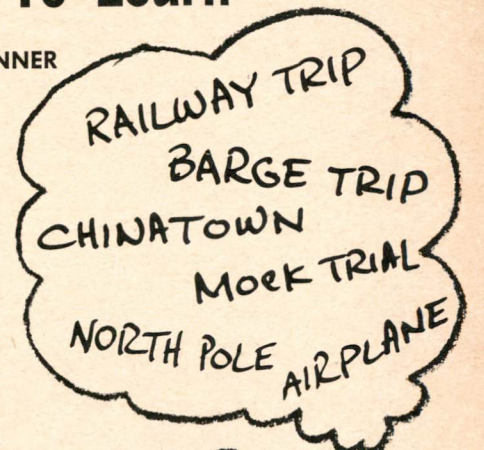 To Learn
NNER
RAILWAY TRIP
BARGE TRIP
CHINATOWN
MOCK TRIAL
NORTH POLE
AIRPLANE